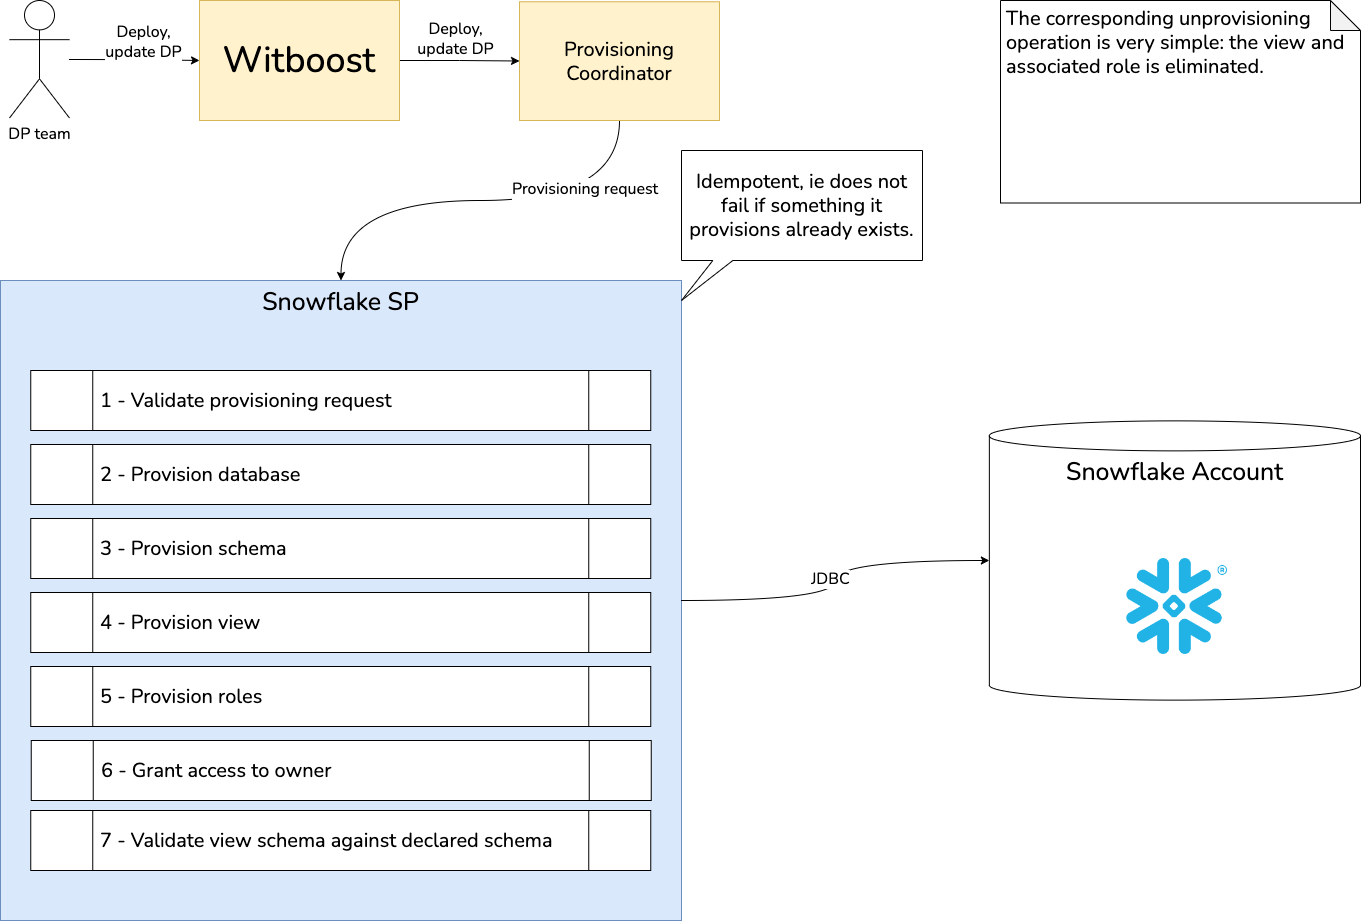 Deploy,
update DP
DP team
Witboost
Deploy,
update DP
Provisioning
Coordinator
The corresponding unprovisioning
operation is very simple: the view and
associated role is eliminated.
Provisioning request
Idempotent, ie does not
fail if something it
provisions already exists.
Snowflake SP
1 - Validate provisioning request
2 - Provision database
3 - Provision schema
4 - Provision view
5 - Provision roles
6 - Grant access to owner
7 - Validate view schema against declared schema
JDBC
Snowflake Account
®